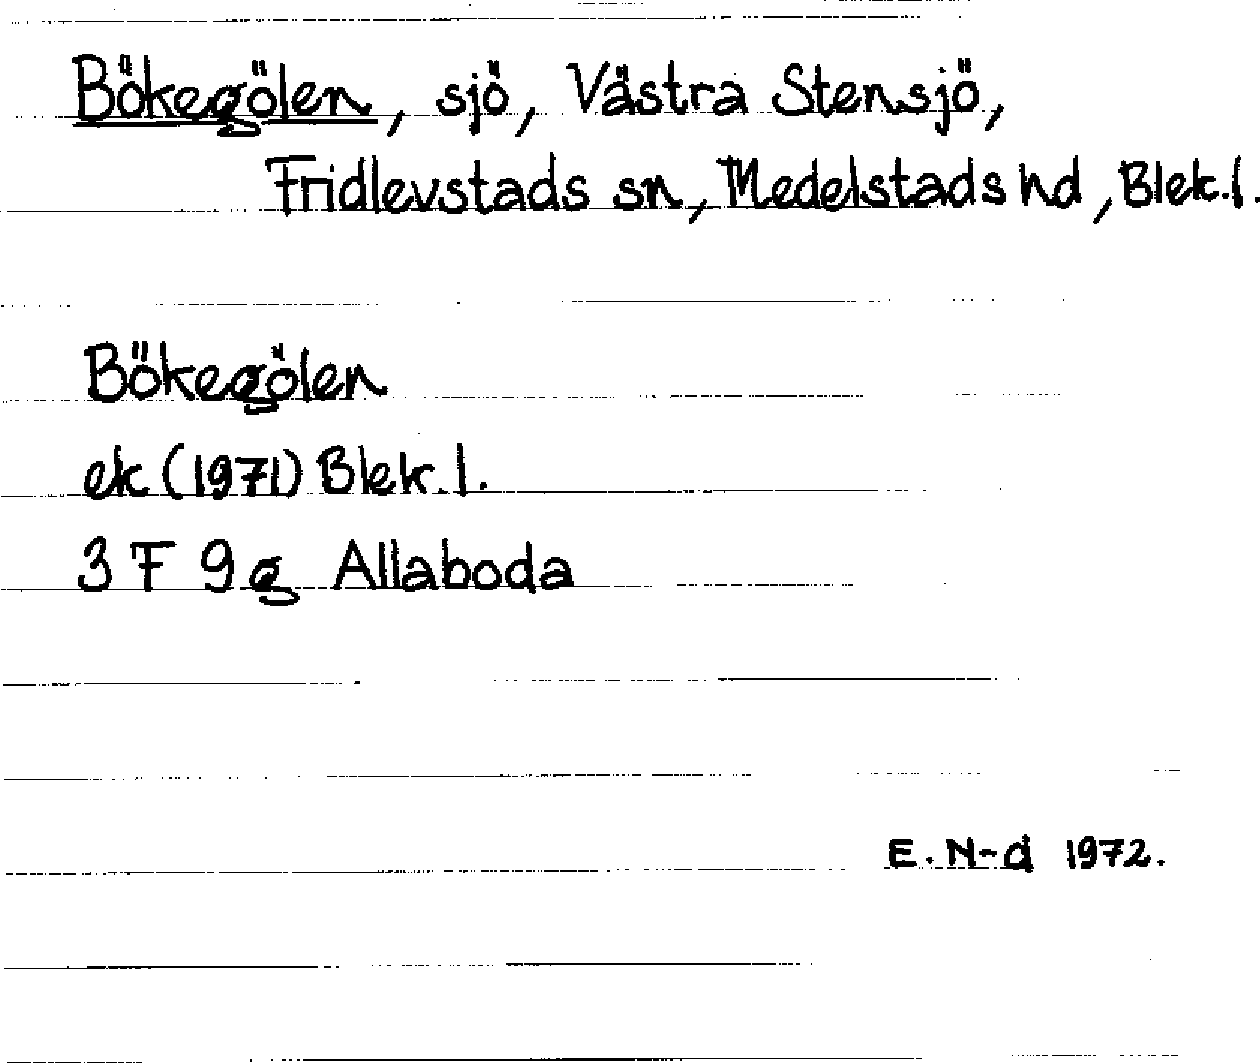 Bökegölen, sjö, Västra Stensjö,
Fridlevstads sn, Medelstads hd, Blek.l.
Bökegölen
ek (1971) Blek.l.
3 F 9 g Allaboda
E. N-d 1972.